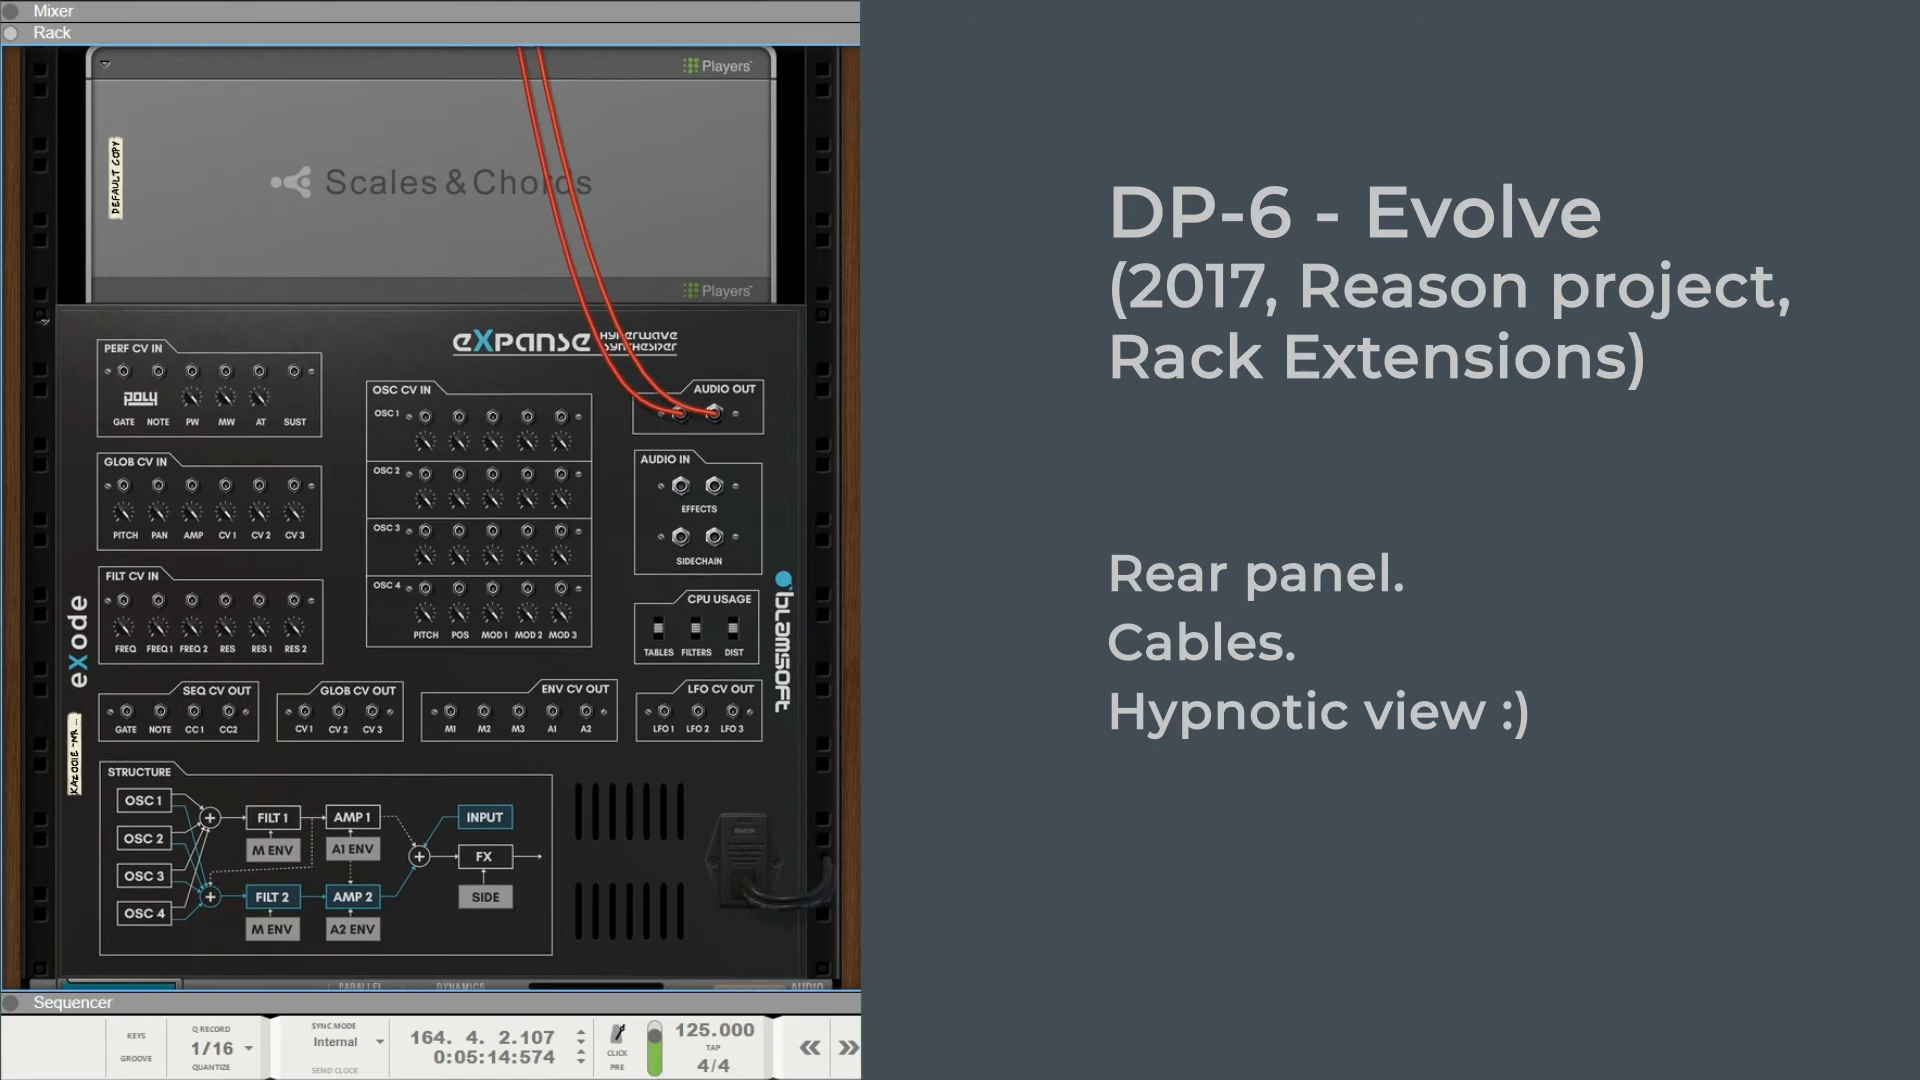 Mixer
Rack
Players
DEFAULT COPY
Scales & Chords
Players
eXpanse HYPERWAVE SYNTHESIZER
PERF CV IN
POLY
GATE NOTE PW MW AT SUST
GLOB CV IN
PITCH PAN AMP CV 1 CV 2 CV 3
FILT CV IN
FREQ FREQ 1 FREQ 2 RES RES 1 RES 2
OSC CV IN
OSC 1
OSC 2
OSC 3
OSC 4
PITCH POS MOD 1 MOD 2 MOD 3
AUDIO OUT
AUDIO IN
EFFECTS
SIDECHAIN
CPU USAGE
TABLES FILTERS DIST
eXode
blamsoft
SEQ CV OUT
GATE NOTE CC 1 CC2
GLOB CV OUT
CV 1 CV 2 CV 3
ENV CV OUT
M1 M2 M3 A1 A2
LFO CV OUT
LFO 1 LFO 2 LFO 3
STRUCTURE
OSC 1
OSC 2
OSC 3
OSC 4
FILT 1 AMP 1 INPUT
M ENV A1 ENV
FX
FILT 2 AMP 2 SIDE
M ENV A2 ENV
PARALLEL DYNAMICS AUDIO
Sequencer
KEYS
GROOVE
Q RECORD
1/16
QUANTIZE
SYNC MODE
Internal
SEND CLOCK
164. 4. 2.107
0:05:14:574
CLICK
PRE
125.000
TAP
4/4
DP-6 - Evolve
(2017, Reason project,
Rack Extensions)
Rear panel.
Cables.
Hypnotic view :)